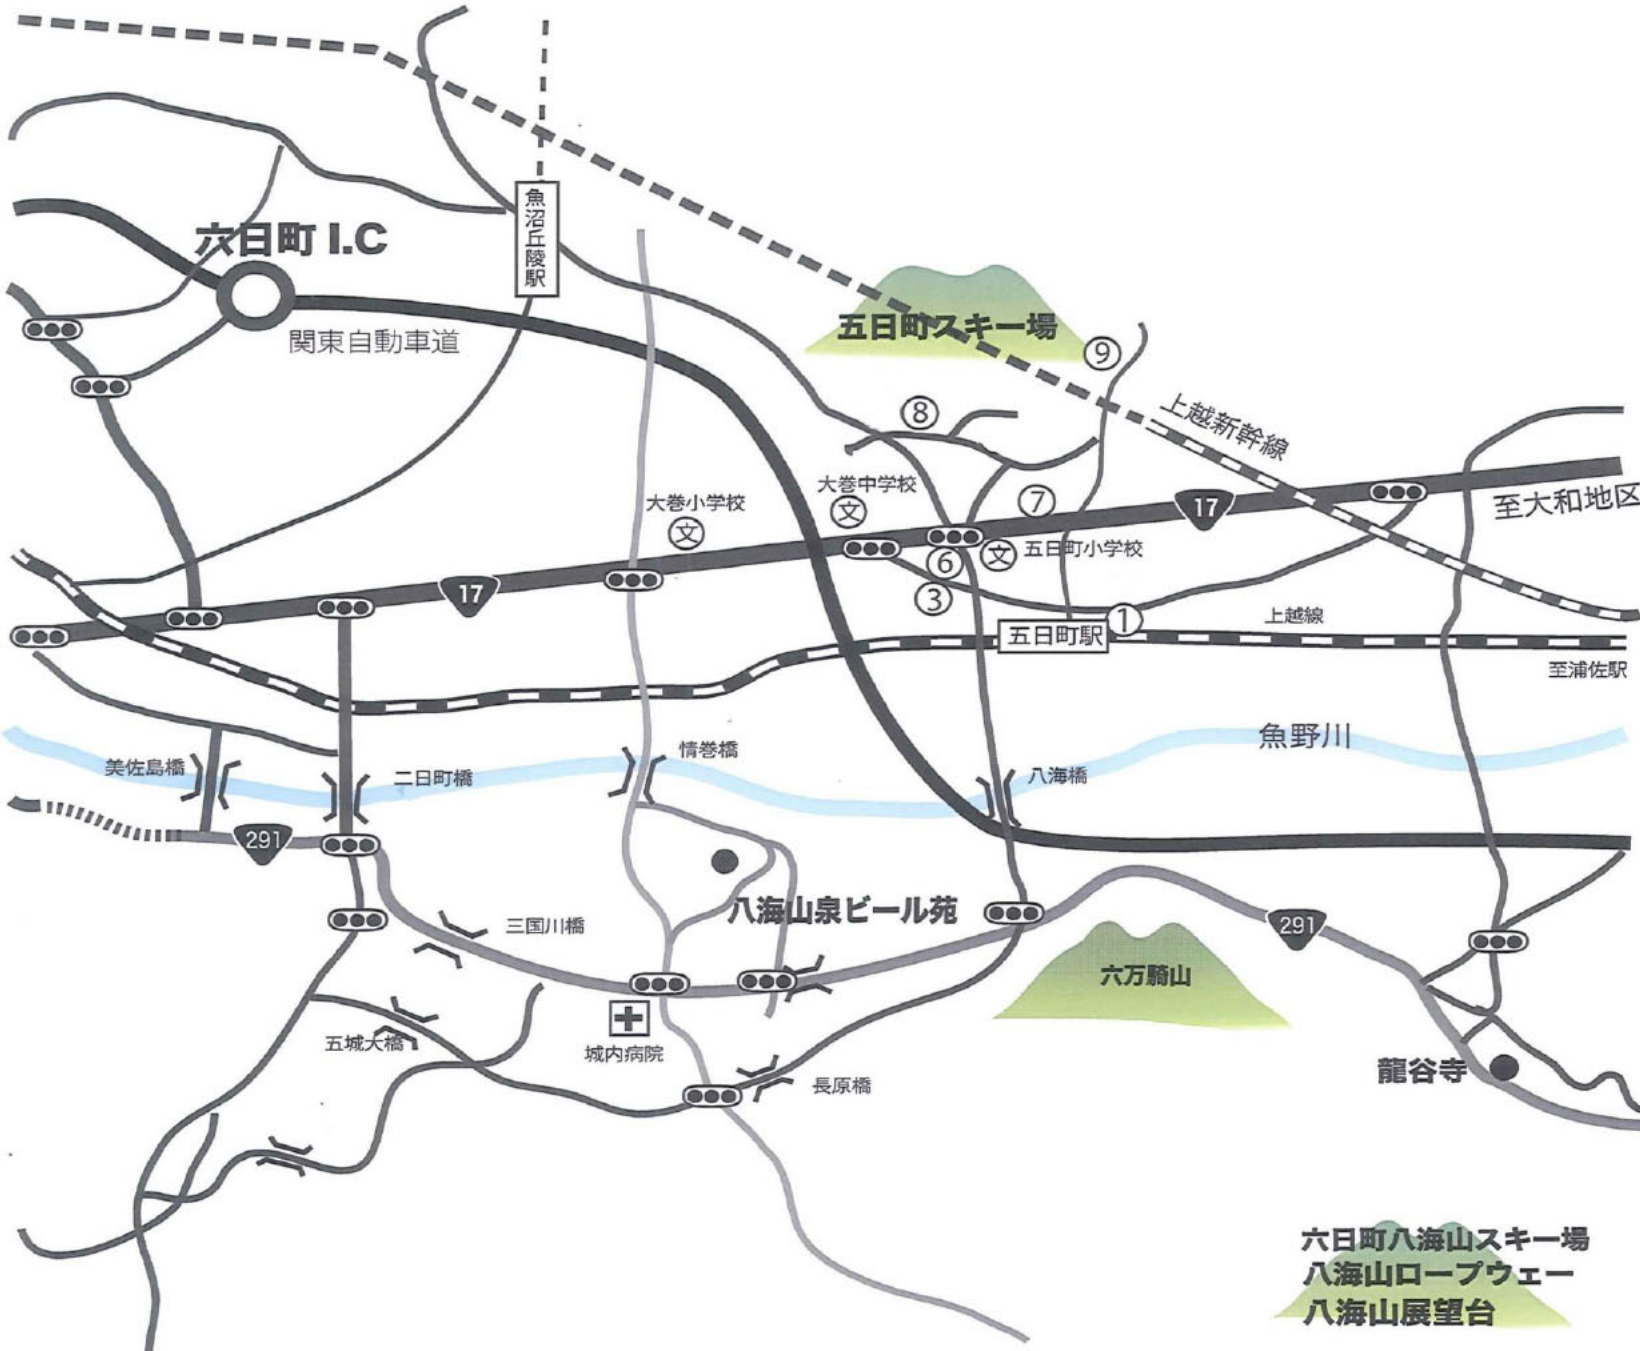 魚沼丘陵駅
六日町 I.C
関東自動車道
五日町スキー場
⑨
⑧
上越新幹線
大巻中学校
文
大巻小学校
文
⑦
17
至大和地区
五日町小学校
文
⑥
③
17
①
五日町駅
上越線
至浦佐駅
魚野川
美佐島橋
二日町橋
情巻橋
八海橋
291
八海山泉ビール苑
三国川橋
291
六万騎山
五城大橋
城内病院
長原橋
龍谷寺
六日町八海山スキー場
八海山ロープウェー
八海山展望台